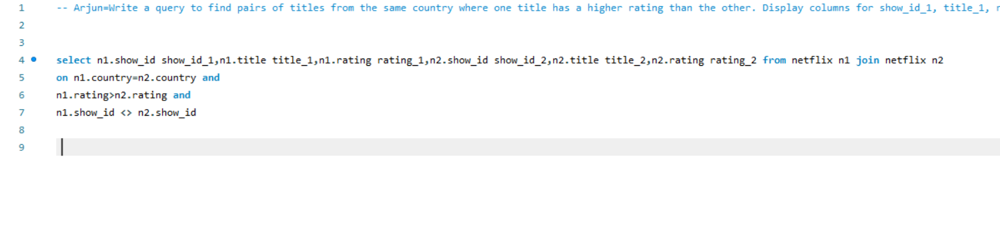 1 -- Arjun=Write a query to find pairs of titles from the same country where one title has a higher rating than the other. Display columns for show_id_1, title_1,
2
3
4 select n1.show_id show_id_1,n1.title title_1,n1.rating rating_1,n2.show_id show_id_2,n2.title title_2,n2.rating rating_2 from netflix n1 join netflix n2
5 on n1.country=n2.country and
6 n1.rating>n2.rating and
7 n1.show_id <> n2.show_id
8
9